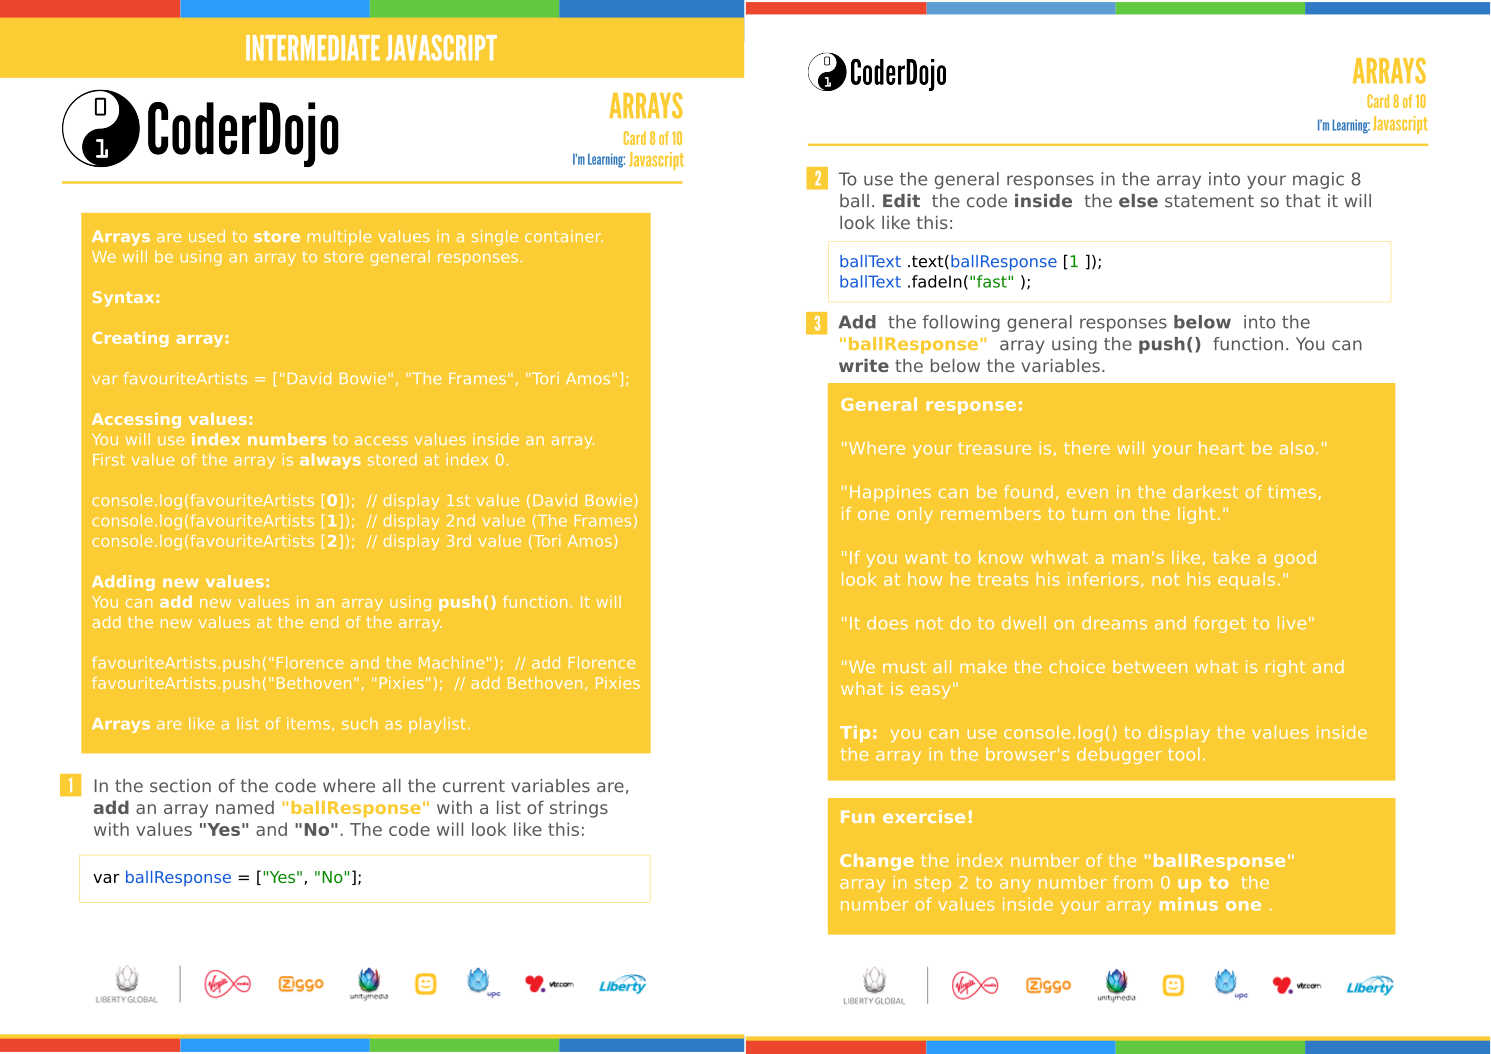 INTERMEDIATE JAVASCRIPT
CoderDojo
ARRAYS
Card 8 of 10
I'm Learning: Javascript
Arrays are used to store multiple values in a single container.
We will be using an array to store general responses.
Syntax:
Creating array:
var favouriteArtists = ["David Bowie", "The Frames", "Tori Amos"];
Accessing values:
You will use index numbers to access values inside an array.
First value of the array is always stored at index 0.
console.log(favouriteArtists [0]);  // display 1st value (David Bowie)
console.log(favouriteArtists [1]);  // display 2nd value (The Frames)
console.log(favouriteArtists [2]);  // display 3rd value (Tori Amos)
Adding new values:
You can add new values in an array using push() function. It will
add the new values at the end of the array.
favouriteArtists.push("Florence and the Machine");  // add Florence
favouriteArtists.push("Bethoven", "Pixies");  // add Bethoven, Pixies
Arrays are like a list of items, such as playlist.
1 In the section of the code where all the current variables are,
add an array named "ballResponse" with a list of strings
with values "Yes" and "No". The code will look like this:
var ballResponse = ["Yes", "No"];
LIBERTY GLOBAL
Virgin media
Ziggo
unitymedia
upc
vtr.com
Liberty
CoderDojo
ARRAYS
Card 8 of 10
I'm Learning: Javascript
2 To use the general responses in the array into your magic 8
ball. Edit the code inside the else statement so that it will
look like this:
ballText .text(ballResponse [1 ]);
ballText .fadeIn("fast" );
3 Add the following general responses below into the
"ballResponse" array using the push() function. You can
write the below the variables.
General response:
"Where your treasure is, there will your heart be also."
"Happines can be found, even in the darkest of times,
if one only remembers to turn on the light."
"If you want to know whwat a man's like, take a good
look at how he treats his inferiors, not his equals."
"It does not do to dwell on dreams and forget to live"
"We must all make the choice between what is right and
what is easy"
Tip: you can use console.log() to display the values inside
the array in the browser's debugger tool.
Fun exercise!
Change the index number of the "ballResponse"
array in step 2 to any number from 0 up to the
number of values inside your array minus one .
LIBERTY GLOBAL
Virgin media
Ziggo
unitymedia
upc
vtr.com
Liberty